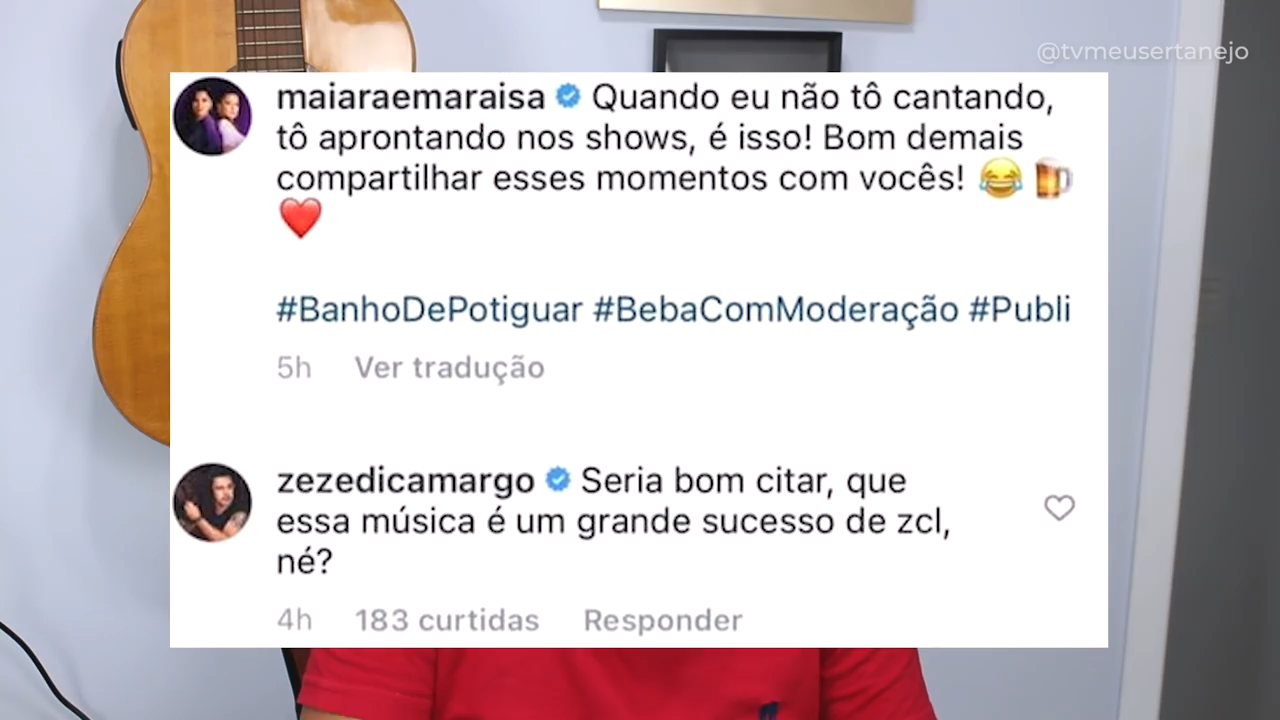 @tvmeusertanejo
maiaraemaraisa Quando eu não tô cantando,
tô aprontando nos shows, é isso! Bom demais
compartilhar esses momentos com vocês! 😂 🍺
❤️
#BanhoDePotiguar #BebaComModeração #Publi
5h Ver tradução
zezedicamargo Seria bom citar, que
essa música é um grande sucesso de zcl,
né?
4h 183 curtidas Responder